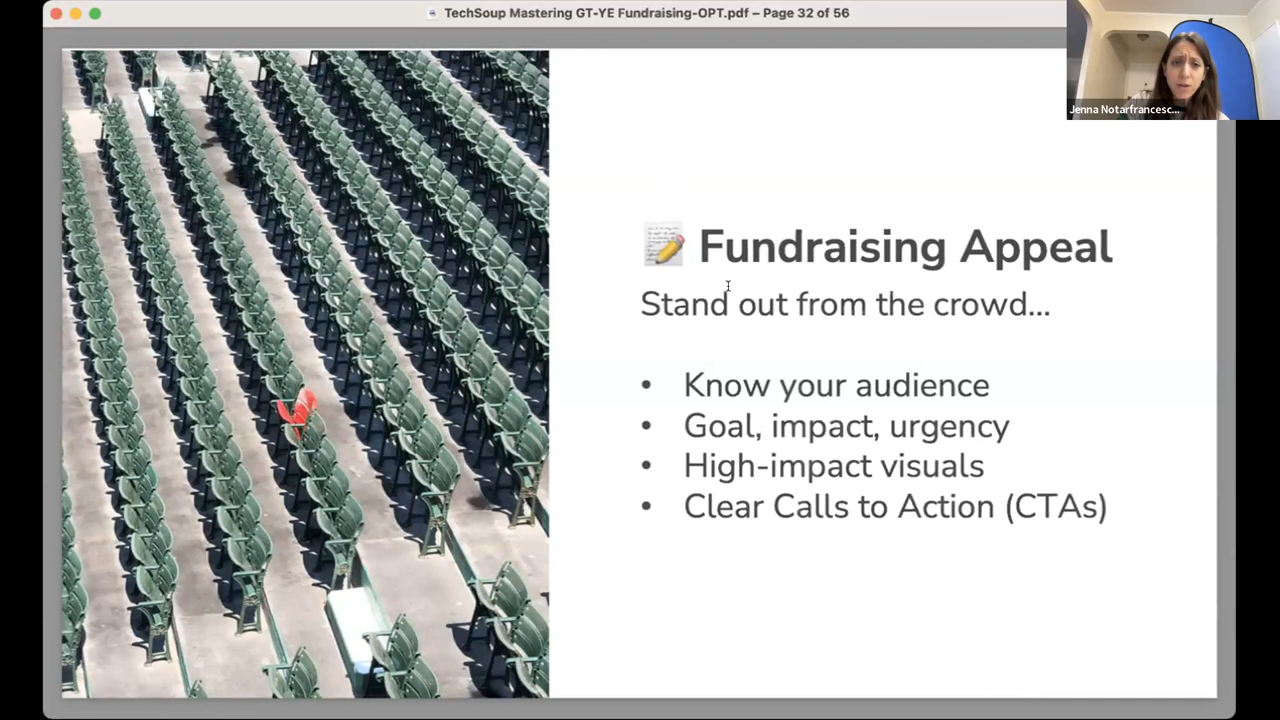 TechSoup Mastering GT-YE Fundraising-OPT.pdf – Page 32 of 56
Jenna Notarfrancesc...
Fundraising Appeal
Stand out from the crowd...
• Know your audience
• Goal, impact, urgency
• High-impact visuals
• Clear Calls to Action (CTAs)